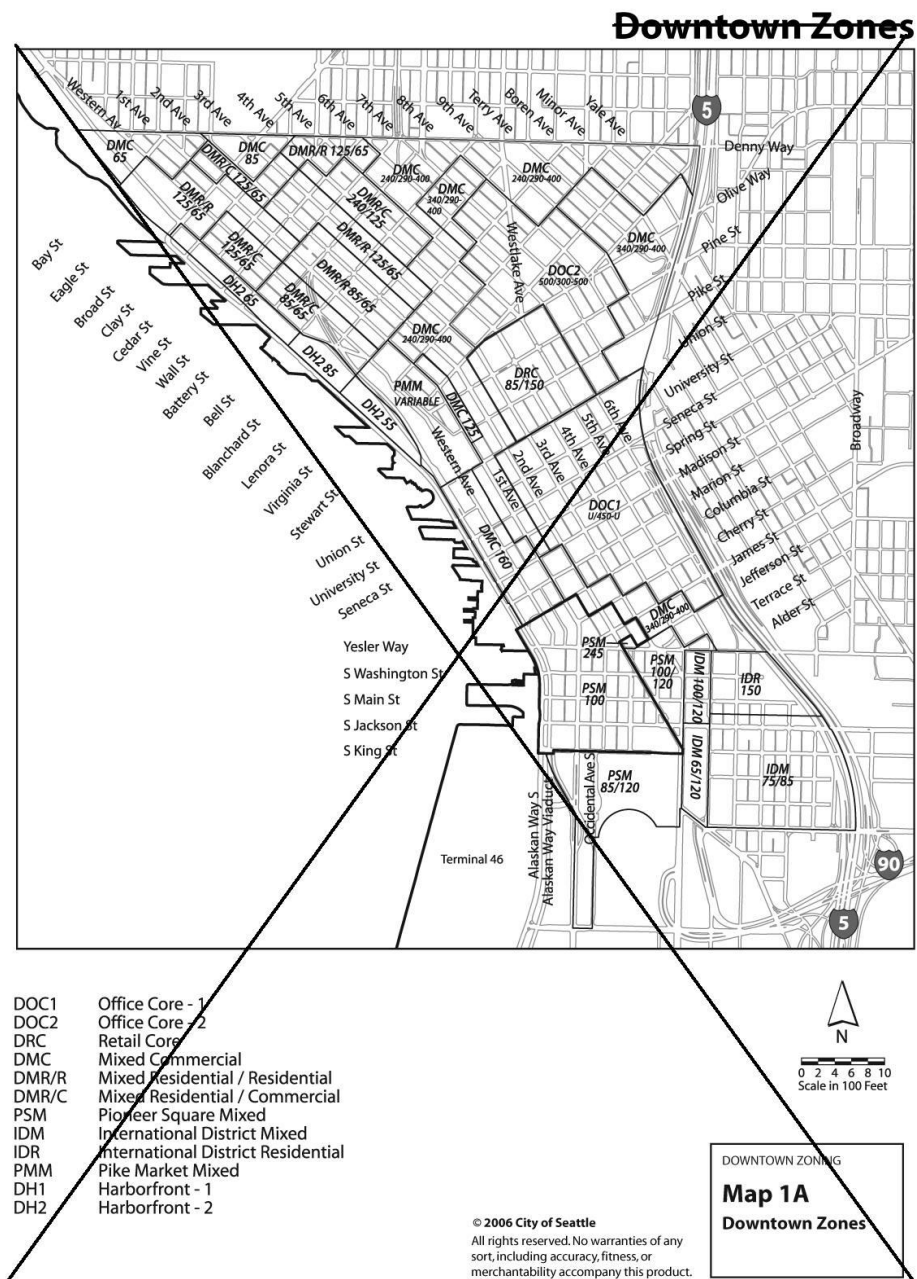 Downtown Zones
5
Western Av
1st Ave
2nd Ave
3rd Ave
4th Ave
5th Ave
6th Ave
7th Ave
8th Ave
9th Ave
Terry Ave
Boren Ave
Minor Ave
Yale Ave
Denny Way
Olive Way
Pine St
Pike St
Union St
University St
Seneca St
Spring St
Madison St
Marion St
Columbia St
Cherry St
James St
Jefferson St
Terrace St
Alder St
Broadway
DMC
65
DMR/C 125/65
DMC
85
DMR/R 125/65
DMC
240/290-400
DMC
340/290-
400
DMC
240/290-400
DMR/R
125/65
DMR/C
240/125
DMR/R 125/65
DMR/C
125/65
DMR/R 85/65
DMR/C
85/65
DMC
340/290-400
DOC2
500/300-500
Westlake Ave
DH2 65
DH2 85
DH2 55
DMC
240/290-400
PMM
VARIABLE
DMC 125
DRC
85/150
Western Ave
1st Ave
2nd Ave
3rd Ave
4th Ave
5th Ave
6th Ave
DOC1
U/450-U
DMC 160
DMC
340/290-400
PSM
245
PSM
100
PSM
100/
120
IDM 100/120
IDR
150
IDM 65/120
IDM
75/85
PSM
85/120
Bay St
Eagle St
Broad St
Clay St
Cedar St
Vine St
Wall St
Battery St
Bell St
Blanchard St
Lenora St
Virginia St
Stewart St
Union St
University St
Seneca St
Yesler Way
S Washington St
S Main St
S Jackson St
S King St
Terminal 46
Alaskan Way S
Alaskan Way Viaduct
Occidental Ave S
90
5
DOC1 Office Core - 1
DOC2 Office Core - 2
DRC Retail Core
DMC Mixed Commercial
DMR/R Mixed Residential / Residential
DMR/C Mixed Residential / Commercial
PSM Pioneer Square Mixed
IDM International District Mixed
IDR International District Residential
PMM Pike Market Mixed
DH1 Harborfront - 1
DH2 Harborfront - 2
N
0 2 4 6 8 10
Scale in 100 Feet
© 2006 City of Seattle
All rights reserved. No warranties of any
sort, including accuracy, fitness, or
merchantability accompany this product.
DOWNTOWN ZONING
Map 1A
Downtown Zones